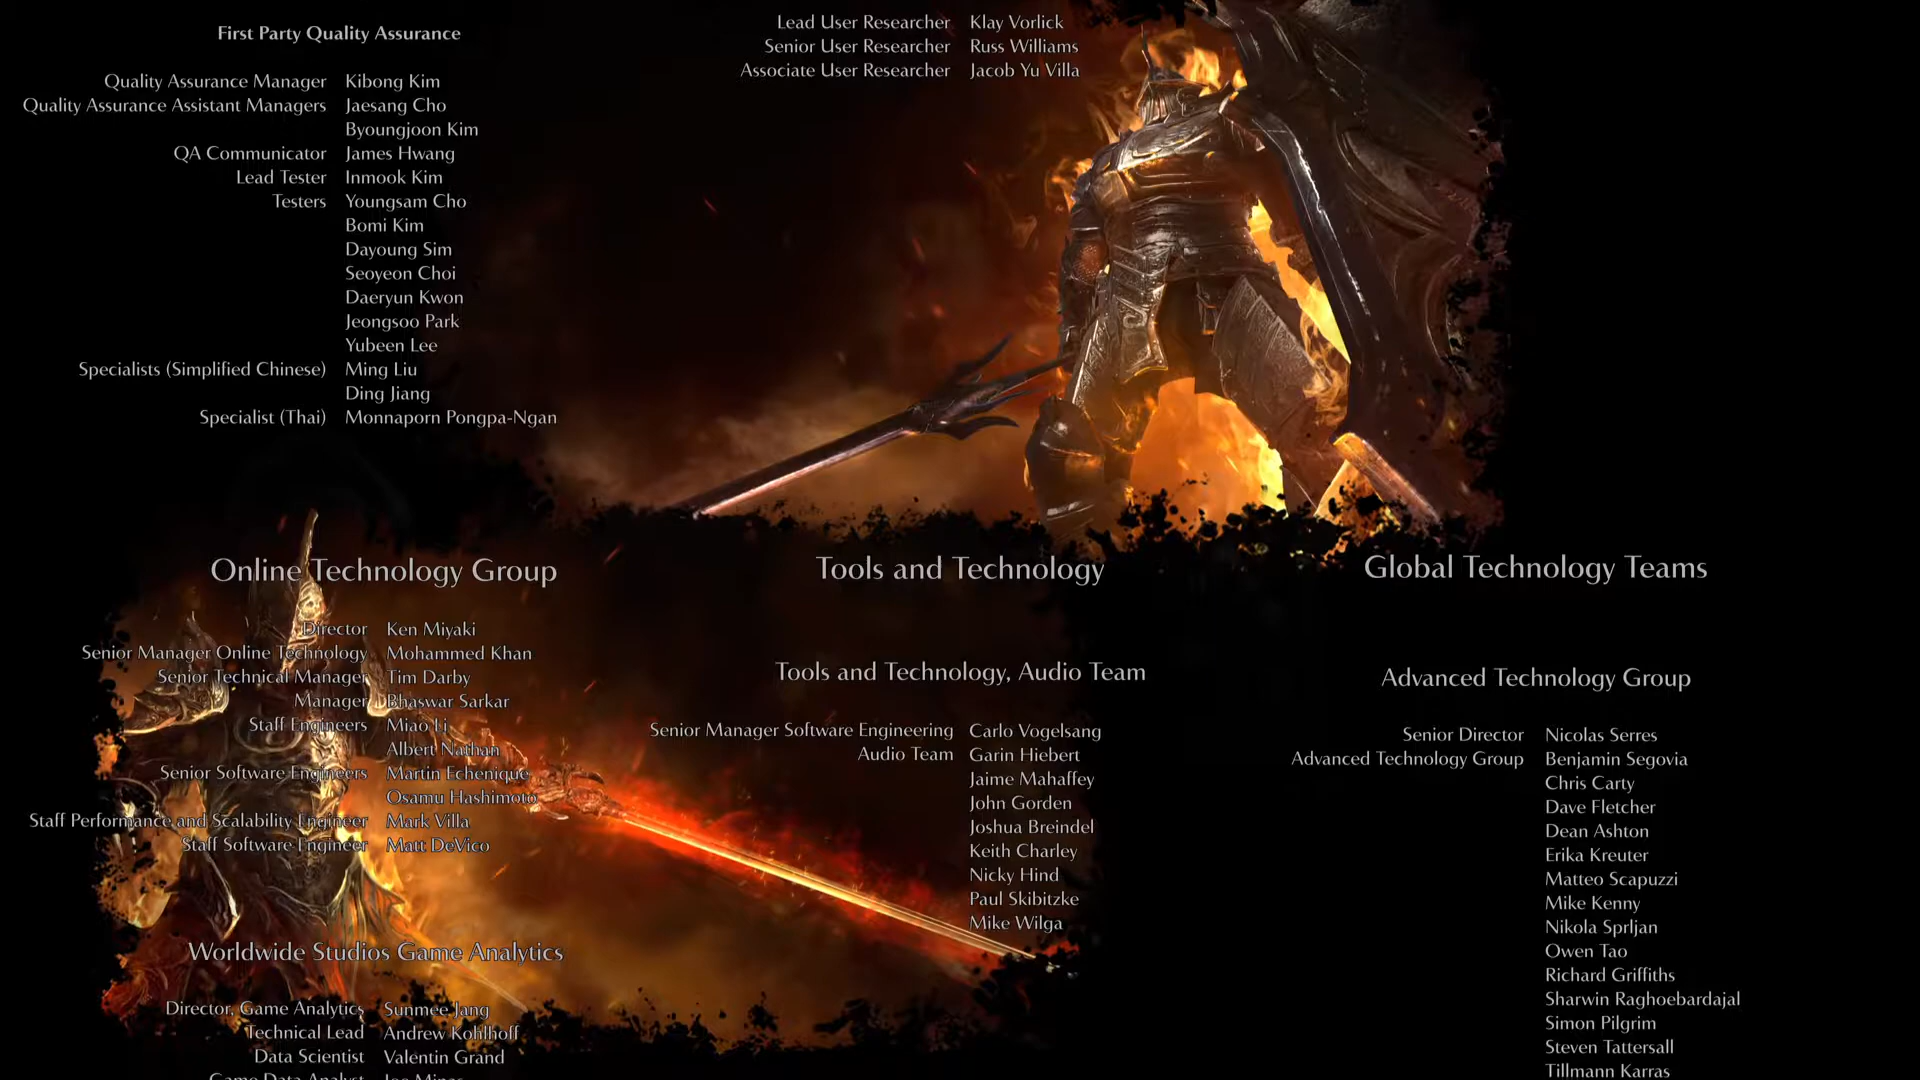 First Party Quality Assurance
Quality Assurance Manager Kibong Kim
Quality Assurance Assistant Managers Jaesang Cho
Byoungjoon Kim
QA Communicator James Hwang
Lead Tester Inmook Kim
Testers Youngsam Cho
Bomi Kim
Dayoung Sim
Seoyeon Choi
Daeryun Kwon
Jeongsoo Park
Yubeen Lee
Specialists (Simplified Chinese) Ming Liu
Ding Jiang
Specialist (Thai) Monnaporn Pongpa-Ngan
Lead User Researcher Klay Vorlick
Senior User Researcher Russ Williams
Associate User Researcher Jacob Yu Villa
Online Technology Group
Director Ken Miyaki
Senior Manager Online Technology Mohammed Khan
Senior Technical Manager Tim Darby
Manager Bhaswar Sarkar
Staff Engineers Miao Li
Albert Nathan
Senior Software Engineers Martin Echenique
Osamu Hashimoto
Staff Performance and Scalability Engineer Mark Villa
Staff Software Engineer Matt DeVico
Worldwide Studios Game Analytics
Director, Game Analytics Sunmee Jang
Technical Lead Andrew Kohlhoff
Data Scientist Valentin Grand
Game Data Analyst
Tools and Technology
Tools and Technology, Audio Team
Senior Manager Software Engineering Carlo Vogelsang
Audio Team Garin Hiebert
Jaime Mahaffey
John Gorden
Joshua Breindel
Keith Charley
Nicky Hind
Paul Skibitzke
Mike Wilga
Global Technology Teams
Advanced Technology Group
Senior Director Nicolas Serres
Advanced Technology Group Benjamin Segovia
Chris Carty
Dave Fletcher
Dean Ashton
Erika Kreuter
Matteo Scapuzzi
Mike Kenny
Nikola Sprljan
Owen Tao
Richard Griffiths
Sharwin Raghoebardajal
Simon Pilgrim
Steven Tattersall
Tillmann Karras